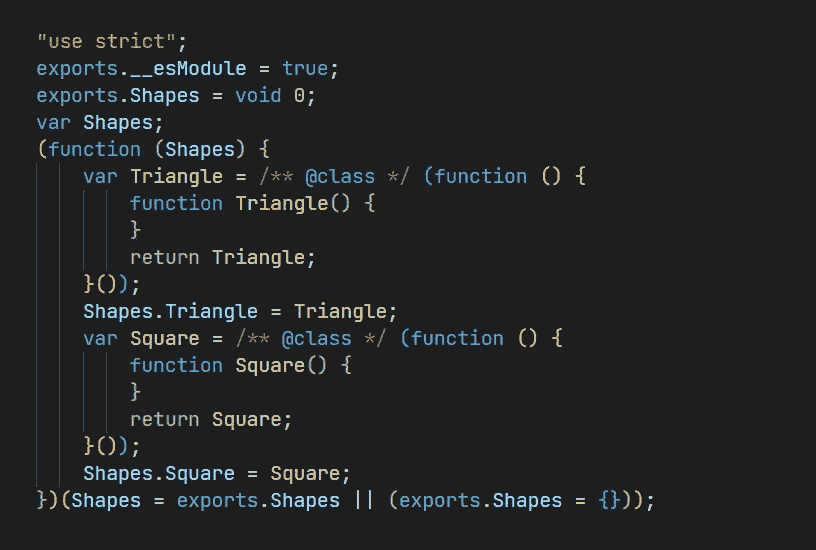 "use strict";
exports.__esModule = true;
exports.Shapes = void 0;
var Shapes;
(function (Shapes) {
    var Triangle = /** @class */ (function () {
        function Triangle() {
        }
        return Triangle;
    }());
    Shapes.Triangle = Triangle;
    var Square = /** @class */ (function () {
        function Square() {
        }
        return Square;
    }());
    Shapes.Square = Square;
})(Shapes = exports.Shapes || (exports.Shapes = {}));